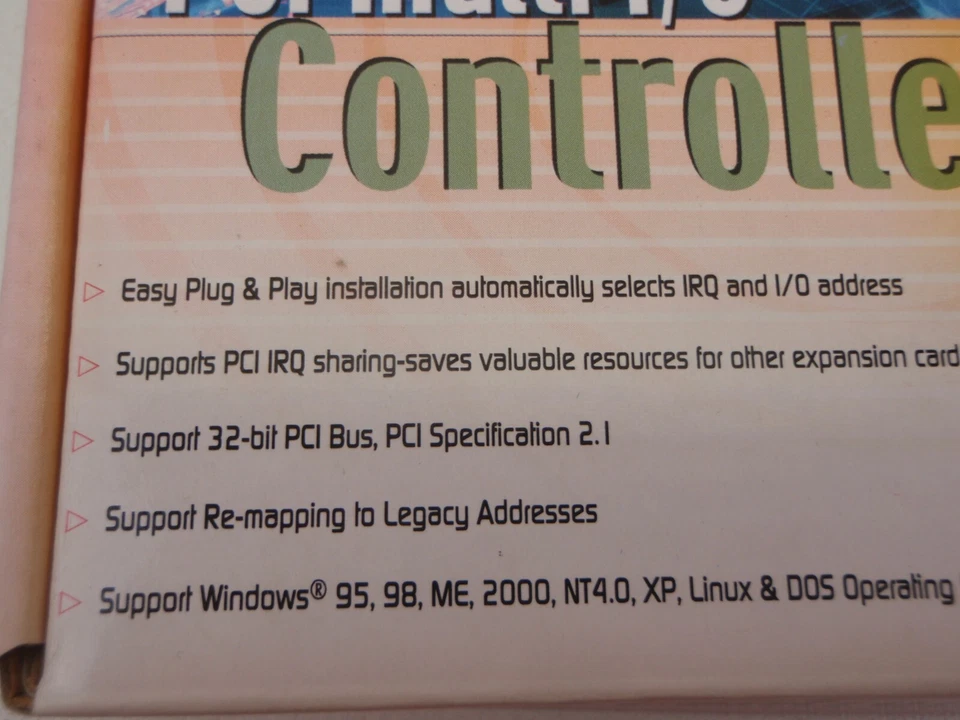 PCI Multi I/O
Controlle
Easy Plug & Play installation automatically selects IRQ and I/O address
Supports PCI IRQ sharing-saves valuable resources for other expansion card
Support 32-bit PCI Bus, PCI Specification 2.1
Support Re-mapping to Legacy Addresses
Support Windows® 95, 98, ME, 2000, NT4.0, XP, Linux & DOS Operating